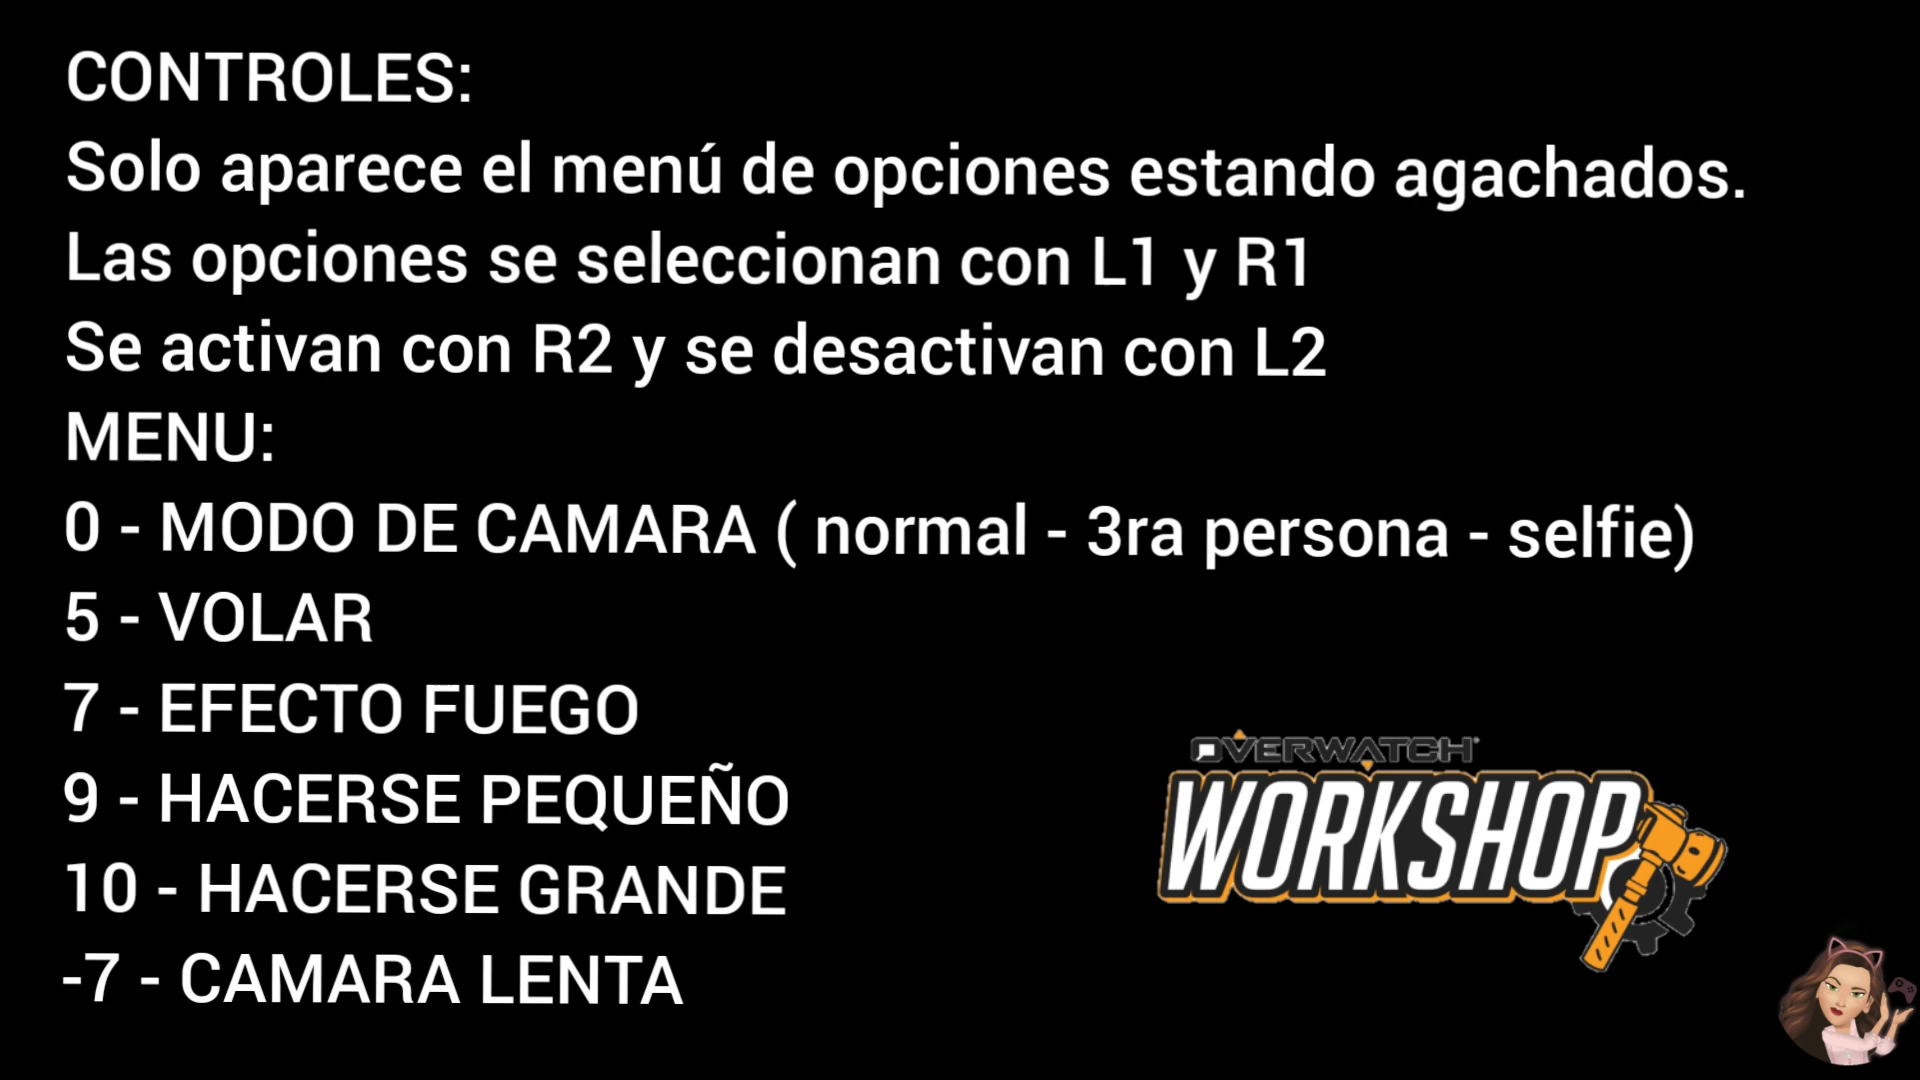 CONTROLES:
Solo aparece el menú de opciones estando agachados.
Las opciones se seleccionan con L1 y R1
Se activan con R2 y se desactivan con L2
MENU:
0 - MODO DE CAMARA ( normal - 3ra persona - selfie)
5 - VOLAR
7 - EFECTO FUEGO
9 - HACERSE PEQUEÑO
10 - HACERSE GRANDE
-7 - CAMARA LENTA
OVERWATCH
WORKSHOP